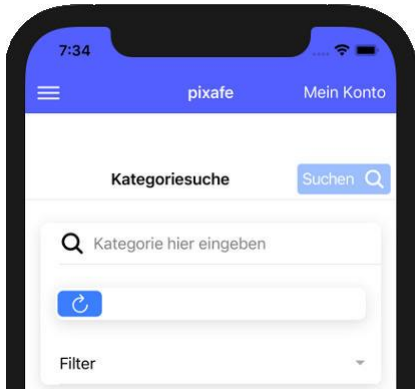 7:34
pixafe Mein Konto
Kategoriesuche Suchen
Kategorie hier eingeben
Filter